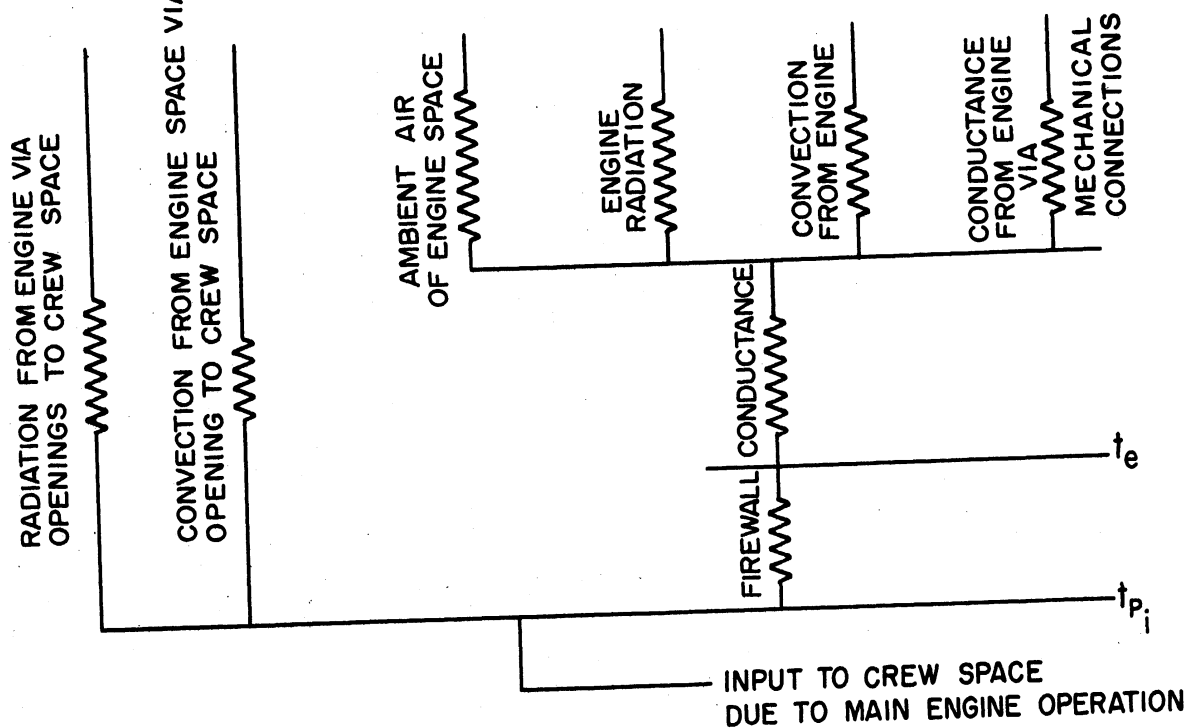 RADIATION FROM ENGINE VIA
OPENINGS TO CREW SPACE
CONVECTION FROM ENGINE SPACE VIA
OPENING TO CREW SPACE
AMBIENT AIR
OF ENGINE SPACE
ENGINE
RADIATION
CONVECTION
FROM ENGINE
CONDUCTANCE
FROM ENGINE
VIA
MECHANICAL
CONNECTIONS
FIREWALL CONDUCTANCE
te
tPi
INPUT TO CREW SPACE
DUE TO MAIN ENGINE OPERATION